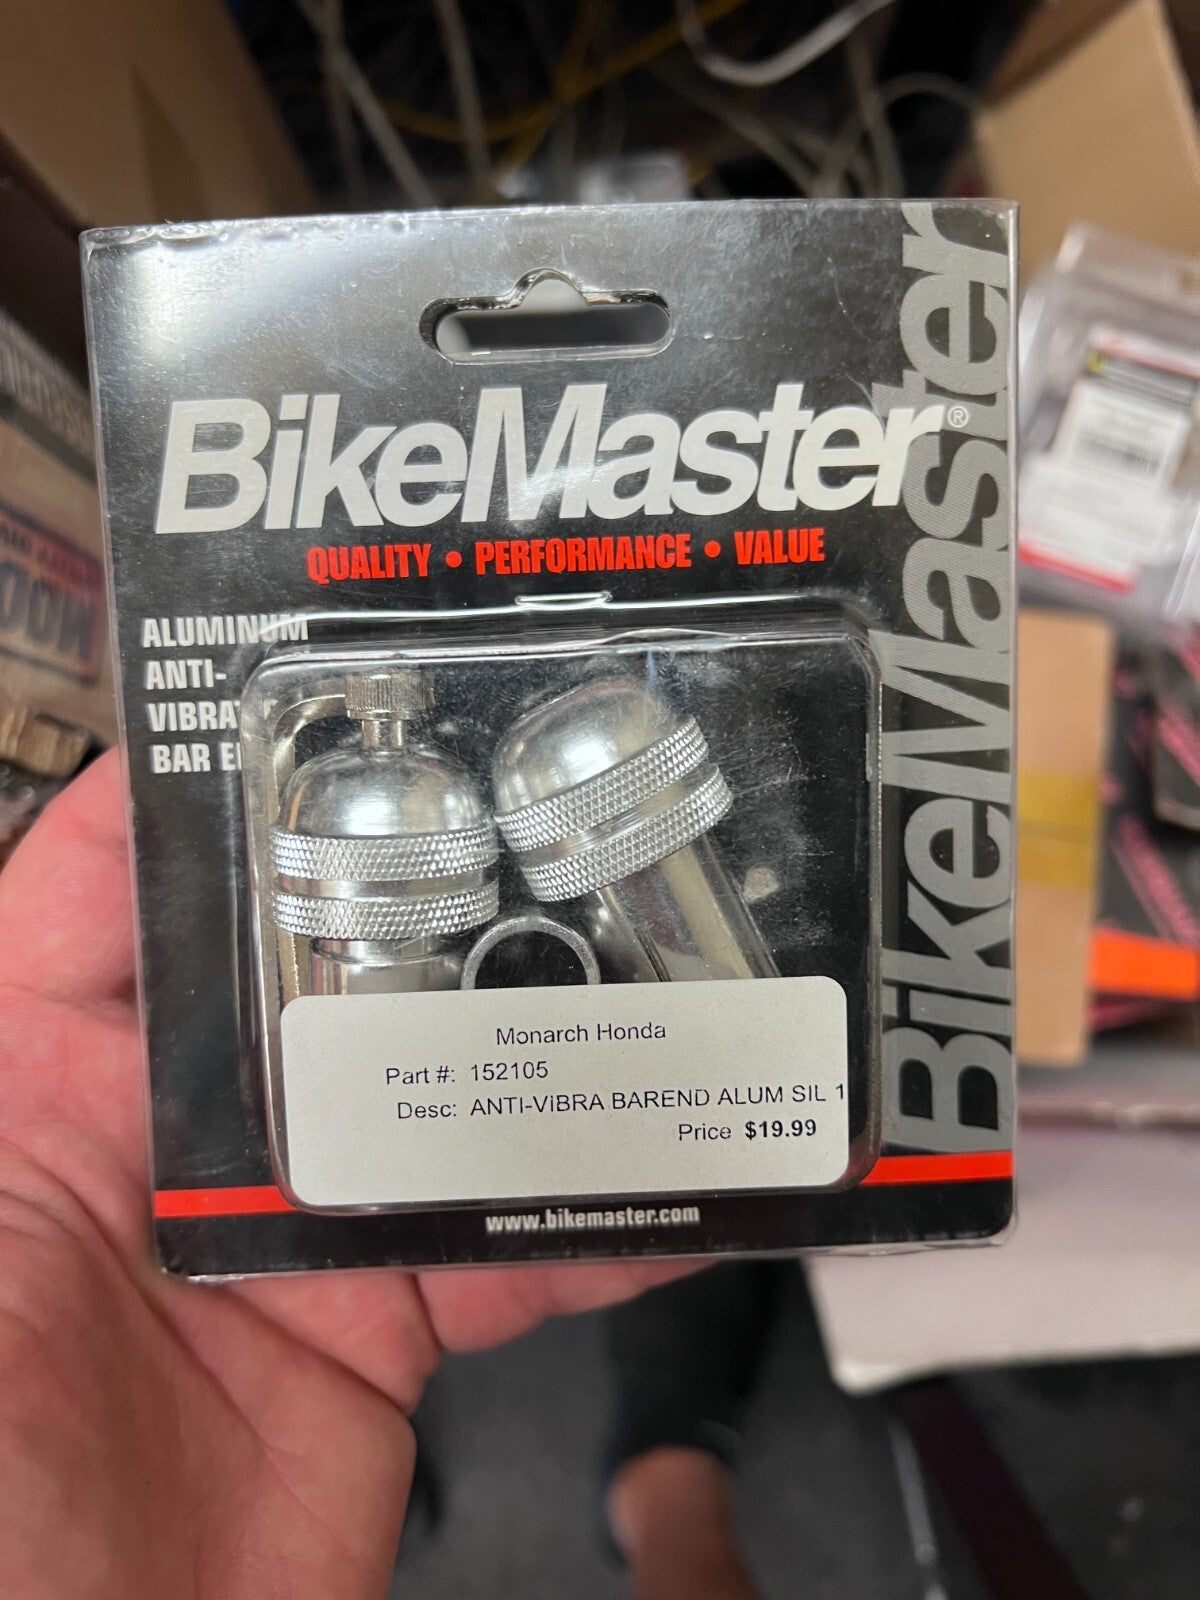 BikeMaster®
QUALITY • PERFORMANCE • VALUE
ALUMINUM
ANTI-
VIBRAT
BAR E
BikeMaster
Monarch Honda
Part #: 152105
Desc: ANTI-ViBRA BAREND ALUM SIL 1
Price $19.99
www.bikemaster.com